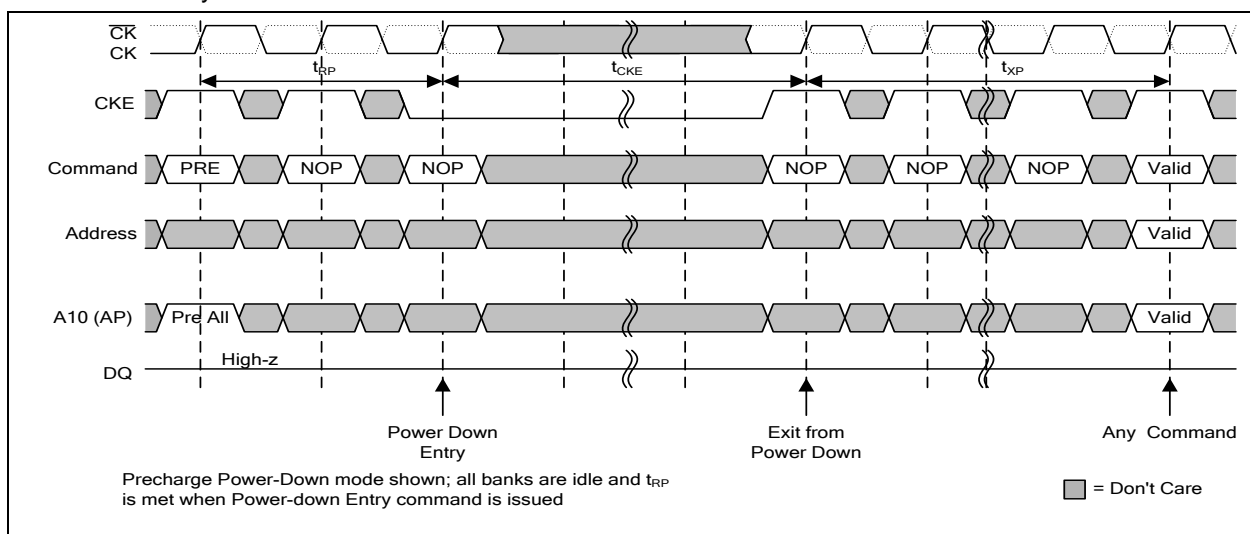 CK
CK
tRP
tCKE
tXP
CKE
Command
PRE
NOP
NOP
NOP
NOP
NOP
Valid
Address
Valid
A10 (AP)
Pre All
Valid
High-z
DQ
Power Down
Entry
Exit from
Power Down
Any Command
Precharge Power-Down mode shown; all banks are idle and tRP
is met when Power-down Entry command is issued
= Don't Care